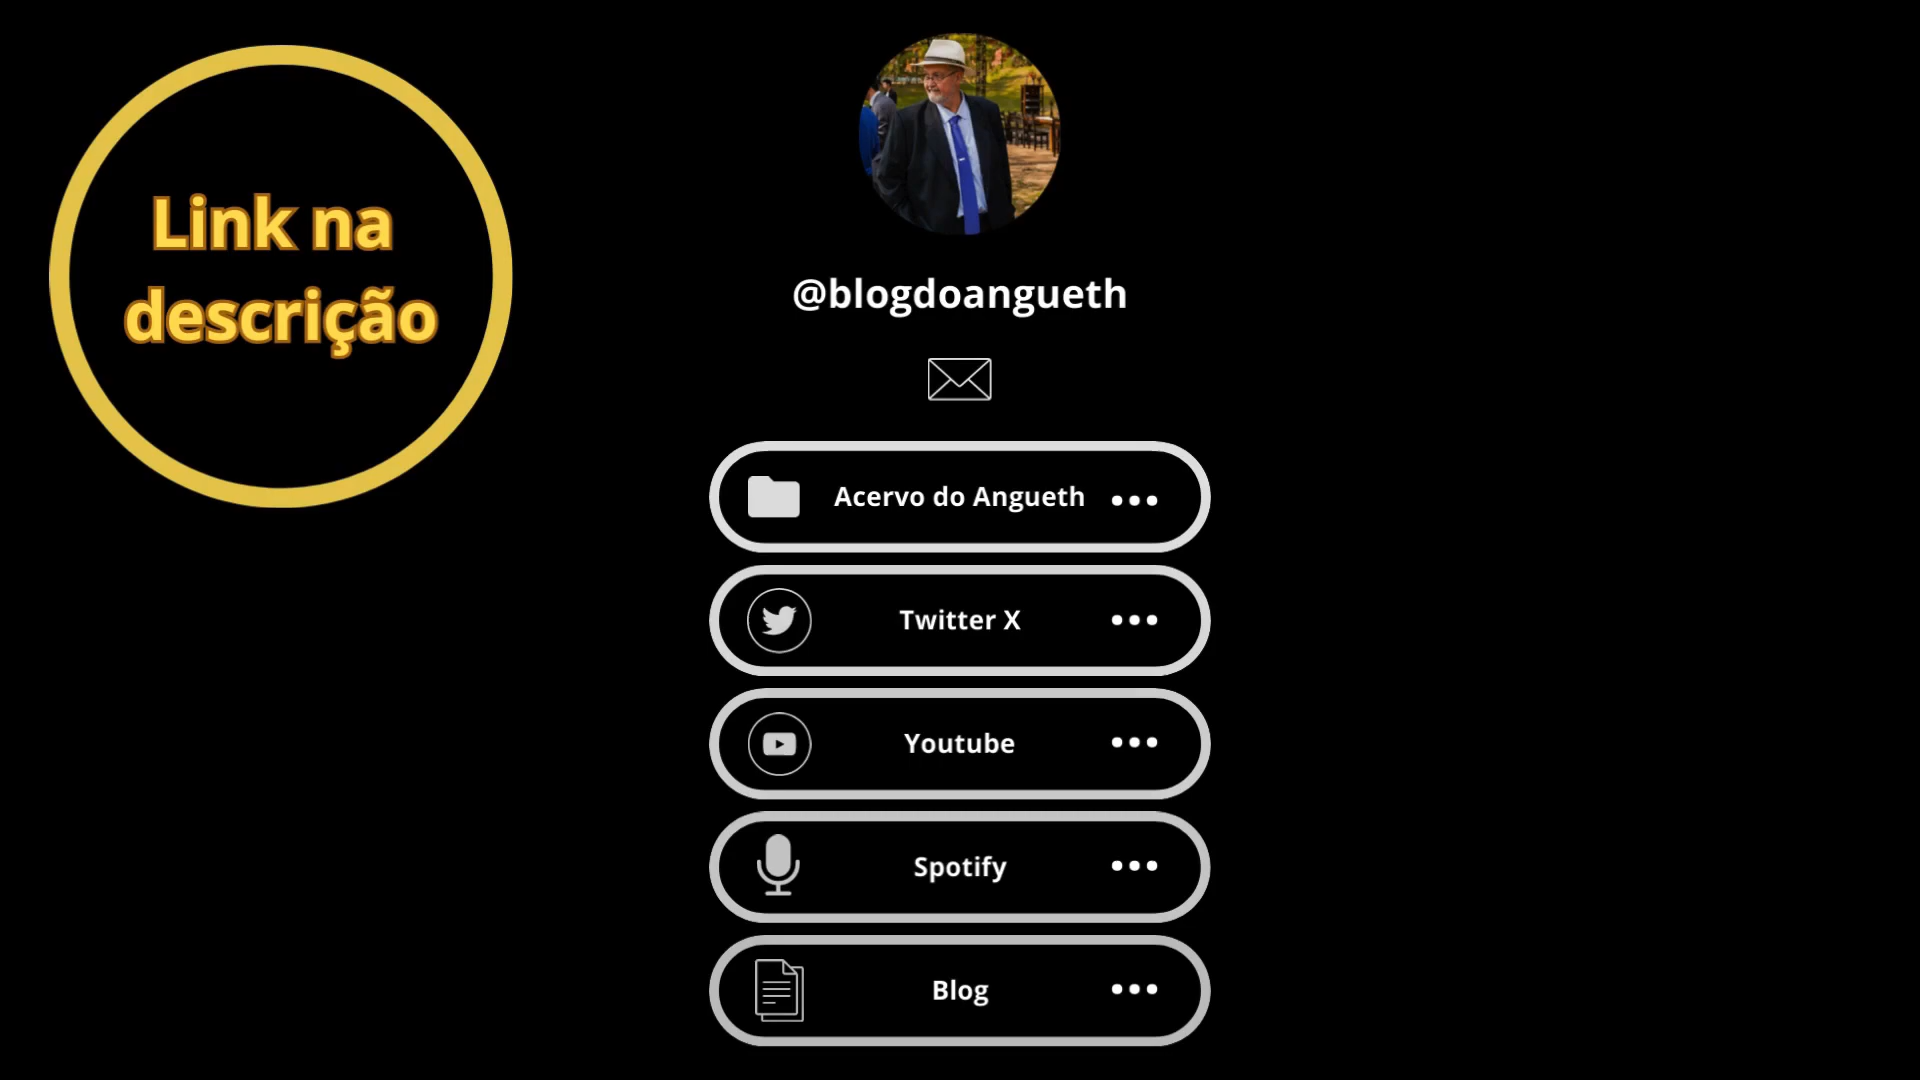 Link na
descrição
@blogdoangueth
Acervo do Angueth
Twitter X
Youtube
Spotify
Blog